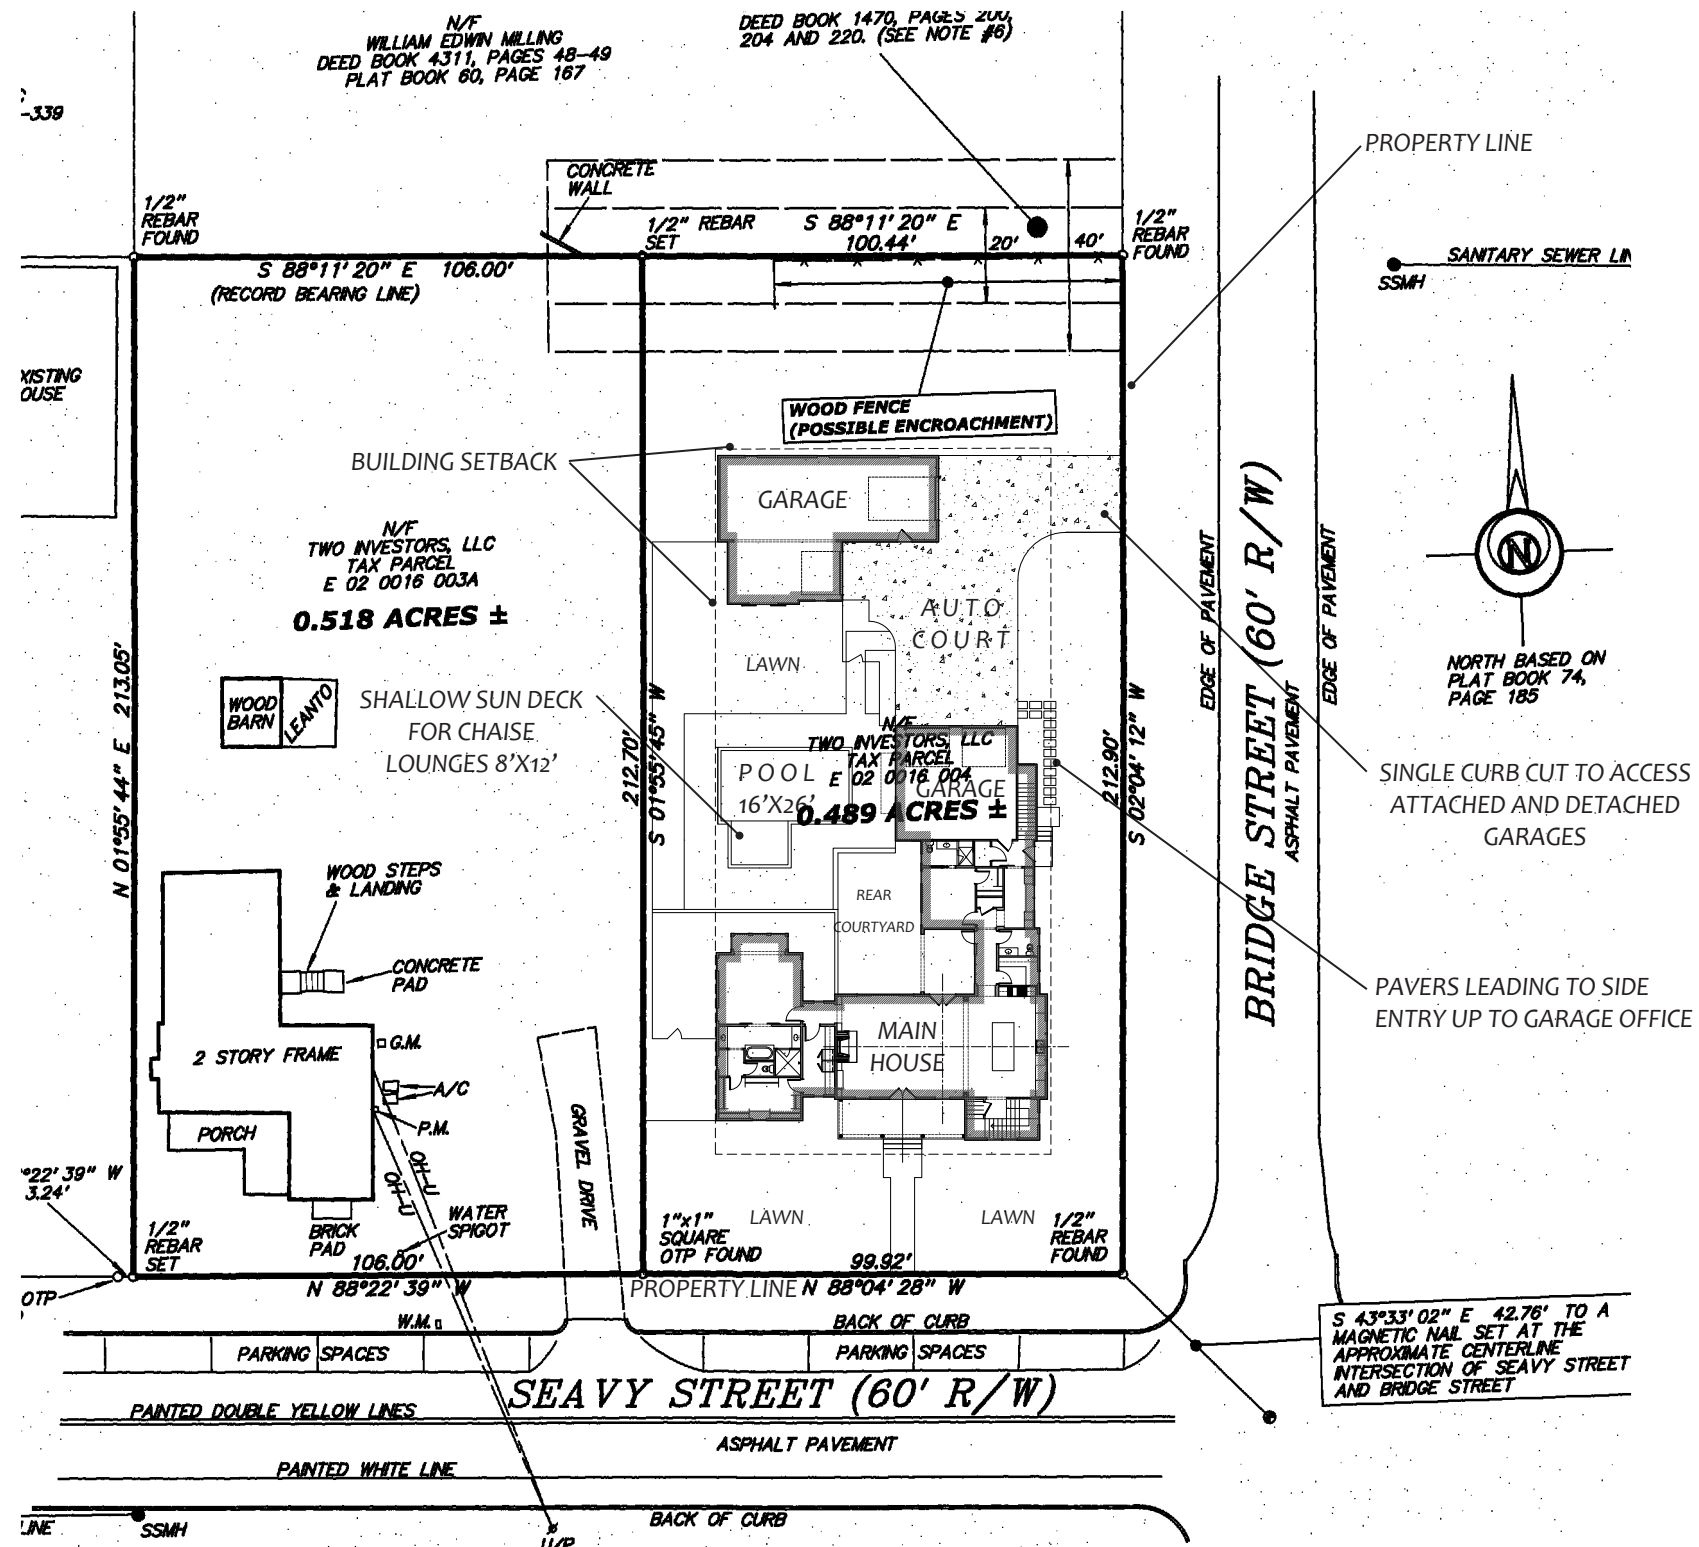 N/F
WILLIAM EDWIN MILLING
DEED BOOK 4311, PAGES 48-49
PLAT BOOK 60, PAGE 167
DEED BOOK 1470, PAGES 200,
204 AND 220. (SEE NOTE #6)
-339
PROPERTY LINE
CONCRETE
WALL
1/2" 
REBAR
FOUND
1/2" REBAR
SET
S 88°11'20" E
100.44'
20'
40'
1/2"
REBAR
FOUND
S 88°11'20" E 106.00'
(RECORD BEARING LINE)
SANITARY SEWER LIN
SSMH
XISTING
OUSE
WOOD FENCE
(POSSIBLE ENCROACHMENT)
BUILDING SETBACK
GARAGE
N/F
TWO INVESTORS, LLC
TAX PARCEL
E 02 0016 003A
0.518 ACRES ±
AUTO
COURT
LAWN
N
NORTH BASED ON
PLAT BOOK 74,
PAGE 185
WOOD
BARN
LEANTO
SHALLOW SUN DECK
FOR CHAISE
LOUNGES 8'X12'
N 01°55'44" E 213.05'
212.70'
S 01°55'45" W
N/F
TWO INVESTORS, LLC
TAX PARCEL
E 02 0016 004
0.489 ACRES ±
POOL
16'X26'
GARAGE
212.90'
S 02°04'12" W
EDGE OF PAVEMENT
BRIDGE STREET (60' R/W)
ASPHALT PAVEMENT
EDGE OF PAVEMENT
SINGLE CURB CUT TO ACCESS
ATTACHED AND DETACHED
GARAGES
WOOD STEPS
& LANDING
REAR
COURTYARD
CONCRETE
PAD
PAVERS LEADING TO SIDE
ENTRY UP TO GARAGE OFFICE
2 STORY FRAME
G.M.
A/C
P.M.
PORCH
OH-U
OH-U
GRAVEL DRIVE
MAIN
HOUSE
°22'39" W
3.24'
1/2"
REBAR
SET
BRICK
PAD
WATER
SPIGOT
106.00'
N 88°22'39" W
1"x1"
SQUARE
OTP FOUND
LAWN
LAWN
1/2"
REBAR
FOUND
99.92'
PROPERTY LINE
N 88°04'28" W
OTP
W.M.
BACK OF CURB
PARKING SPACES
PARKING SPACES
S 43°33'02" E 42.76' TO A
MAGNETIC NAIL SET AT THE
APPROXIMATE CENTERLINE
INTERSECTION OF SEAVY STREET
AND BRIDGE STREET
SEAVY STREET (60' R/W)
PAINTED DOUBLE YELLOW LINES
ASPHALT PAVEMENT
PAINTED WHITE LINE
LINE
SSMH
BACK OF CURB
U/P